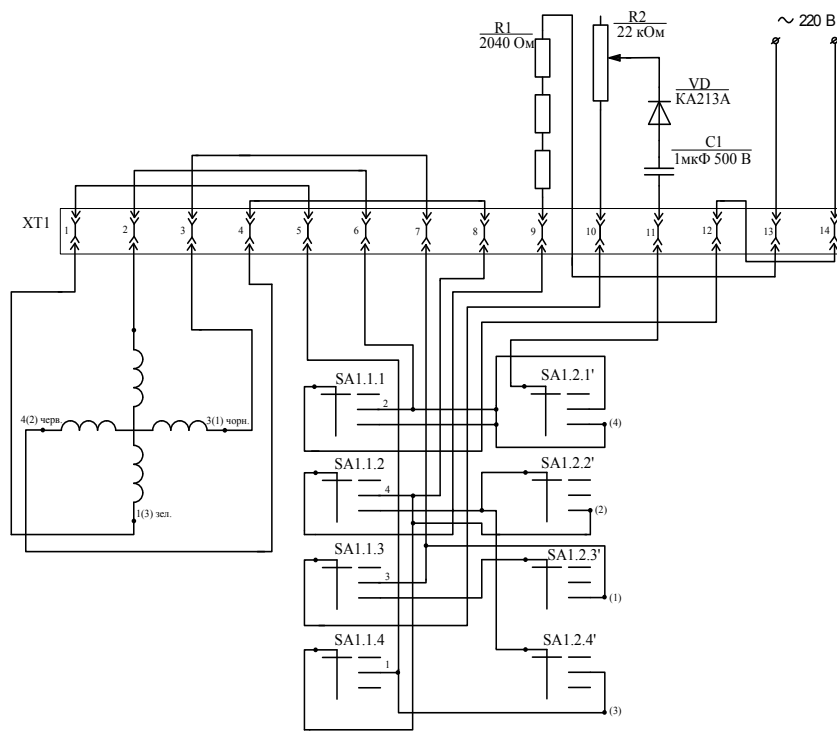 R1
2040 Ом
R2
22 кОм
~ 220 В
VD
КА213А
C1
1мкФ 500 В
XT1
1 2 3 4 5 6 7 8 9 10 11 12 13 14
SA1.1.1
SA1.2.1'
2
4(2) черв.
3(1) чорн.
(4)
SA1.1.2
SA1.2.2'
4
1(3) зел.
(2)
SA1.1.3
SA1.2.3'
3
(1)
SA1.1.4
SA1.2.4'
1
(3)